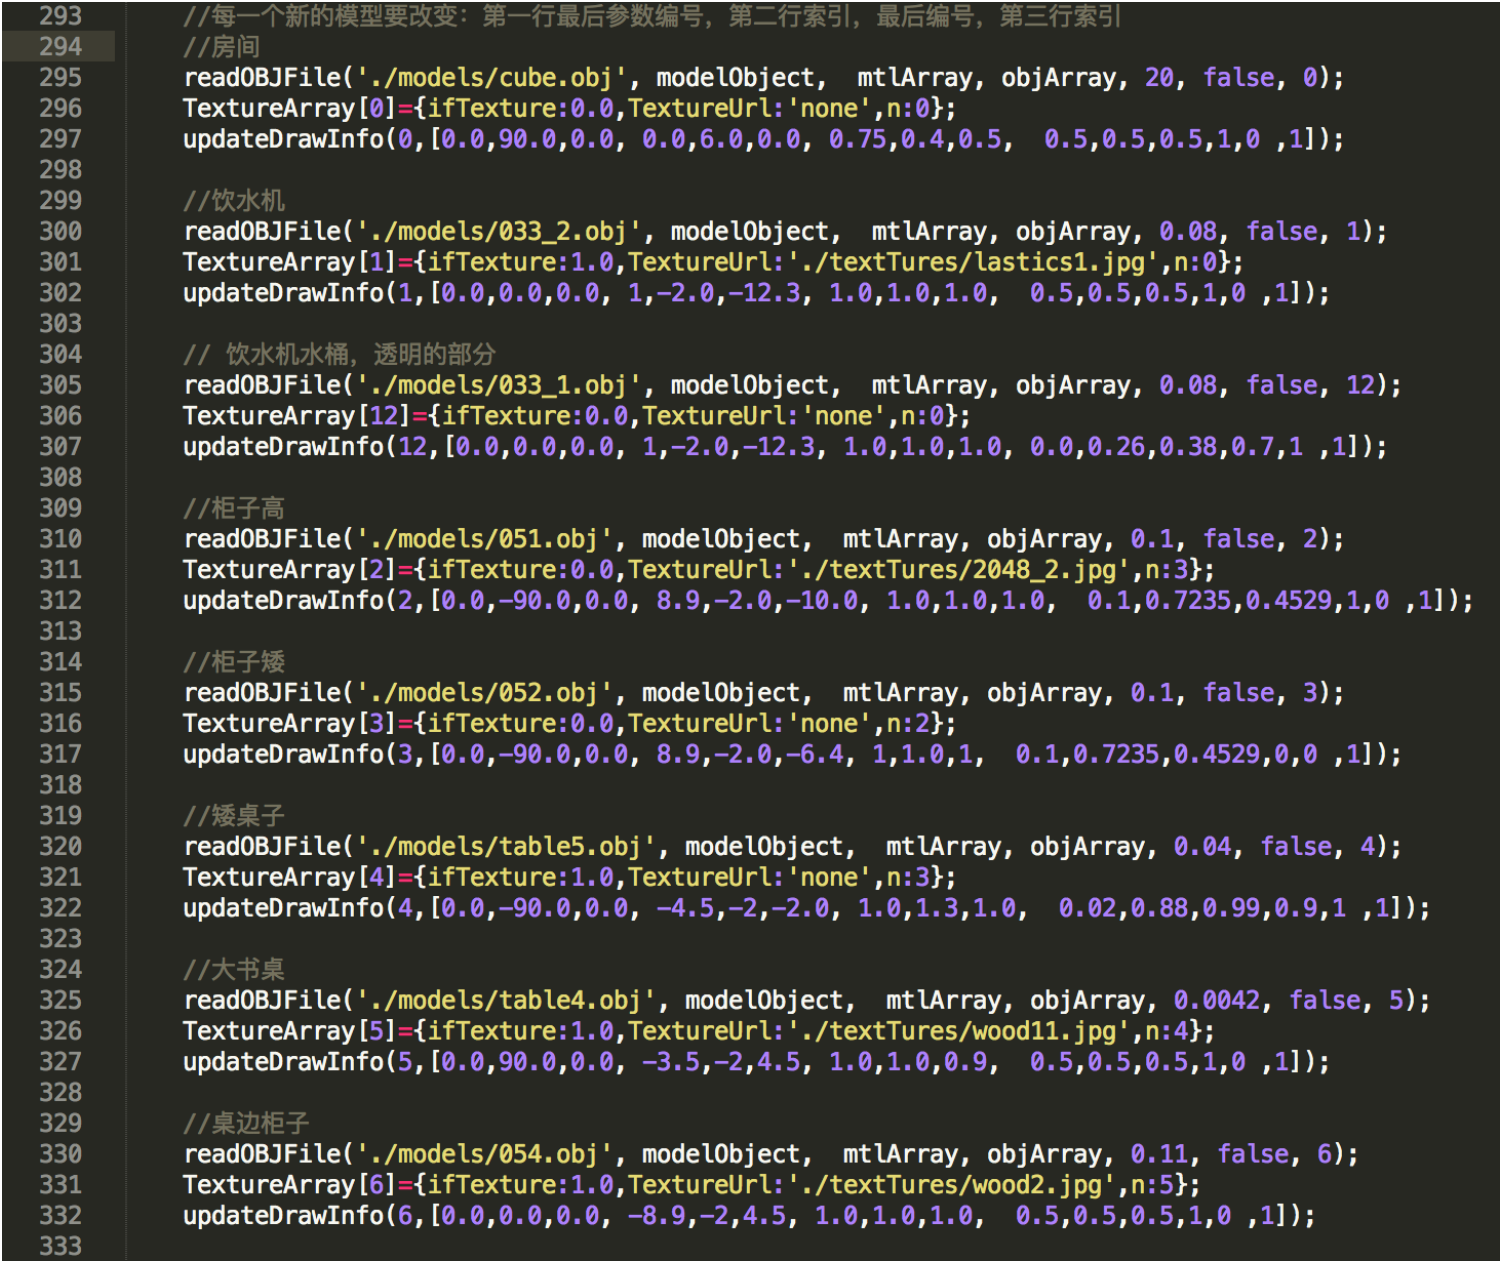 293 //每一个新的模型要改变：第一行最后参数编号，第二行索引，最后编号，第三行索引
294 //房间
295 readOBJFile('./models/cube.obj', modelObject,  mtlArray, objArray, 20, false, 0);
296 TextureArray[0]={ifTexture:0.0,TextureUrl:'none',n:0};
297 updateDrawInfo(0,[0.0,90.0,0.0, 0.0,6.0,0.0, 0.75,0.4,0.5,  0.5,0.5,0.5,1,0 ,1]);
298
299 //饮水机
300 readOBJFile('./models/033_2.obj', modelObject,  mtlArray, objArray, 0.08, false, 1);
301 TextureArray[1]={ifTexture:1.0,TextureUrl:'./textTures/lastics1.jpg',n:0};
302 updateDrawInfo(1,[0.0,0.0,0.0, 1,-2.0,-12.3, 1.0,1.0,1.0,  0.5,0.5,0.5,1,0 ,1]);
303
304 // 饮水机水桶，透明的部分
305 readOBJFile('./models/033_1.obj', modelObject,  mtlArray, objArray, 0.08, false, 12);
306 TextureArray[12]={ifTexture:0.0,TextureUrl:'none',n:0};
307 updateDrawInfo(12,[0.0,0.0,0.0, 1,-2.0,-12.3, 1.0,1.0,1.0, 0.0,0.26,0.38,0.7,1 ,1]);
308
309 //柜子高
310 readOBJFile('./models/051.obj', modelObject,  mtlArray, objArray, 0.1, false, 2);
311 TextureArray[2]={ifTexture:0.0,TextureUrl:'./textTures/2048_2.jpg',n:3};
312 updateDrawInfo(2,[0.0,-90.0,0.0, 8.9,-2.0,-10.0, 1.0,1.0,1.0,  0.1,0.7235,0.4529,1,0 ,1]);
313
314 //柜子矮
315 readOBJFile('./models/052.obj', modelObject,  mtlArray, objArray, 0.1, false, 3);
316 TextureArray[3]={ifTexture:0.0,TextureUrl:'none',n:2};
317 updateDrawInfo(3,[0.0,-90.0,0.0, 8.9,-2.0,-6.4, 1,1.0,1,  0.1,0.7235,0.4529,0,0 ,1]);
318
319 //矮桌子
320 readOBJFile('./models/table5.obj', modelObject,  mtlArray, objArray, 0.04, false, 4);
321 TextureArray[4]={ifTexture:1.0,TextureUrl:'none',n:3};
322 updateDrawInfo(4,[0.0,-90.0,0.0, -4.5,-2,-2.0, 1.0,1.3,1.0,  0.02,0.88,0.99,0.9,1 ,1]);
323
324 //大书桌
325 readOBJFile('./models/table4.obj', modelObject,  mtlArray, objArray, 0.0042, false, 5);
326 TextureArray[5]={ifTexture:1.0,TextureUrl:'./textTures/wood11.jpg',n:4};
327 updateDrawInfo(5,[0.0,90.0,0.0, -3.5,-2,4.5, 1.0,1.0,0.9,  0.5,0.5,0.5,1,0 ,1]);
328
329 //桌边柜子
330 readOBJFile('./models/054.obj', modelObject,  mtlArray, objArray, 0.11, false, 6);
331 TextureArray[6]={ifTexture:1.0,TextureUrl:'./textTures/wood2.jpg',n:5};
332 updateDrawInfo(6,[0.0,0.0,0.0, -8.9,-2,4.5, 1.0,1.0,1.0,  0.5,0.5,0.5,1,0 ,1]);
333